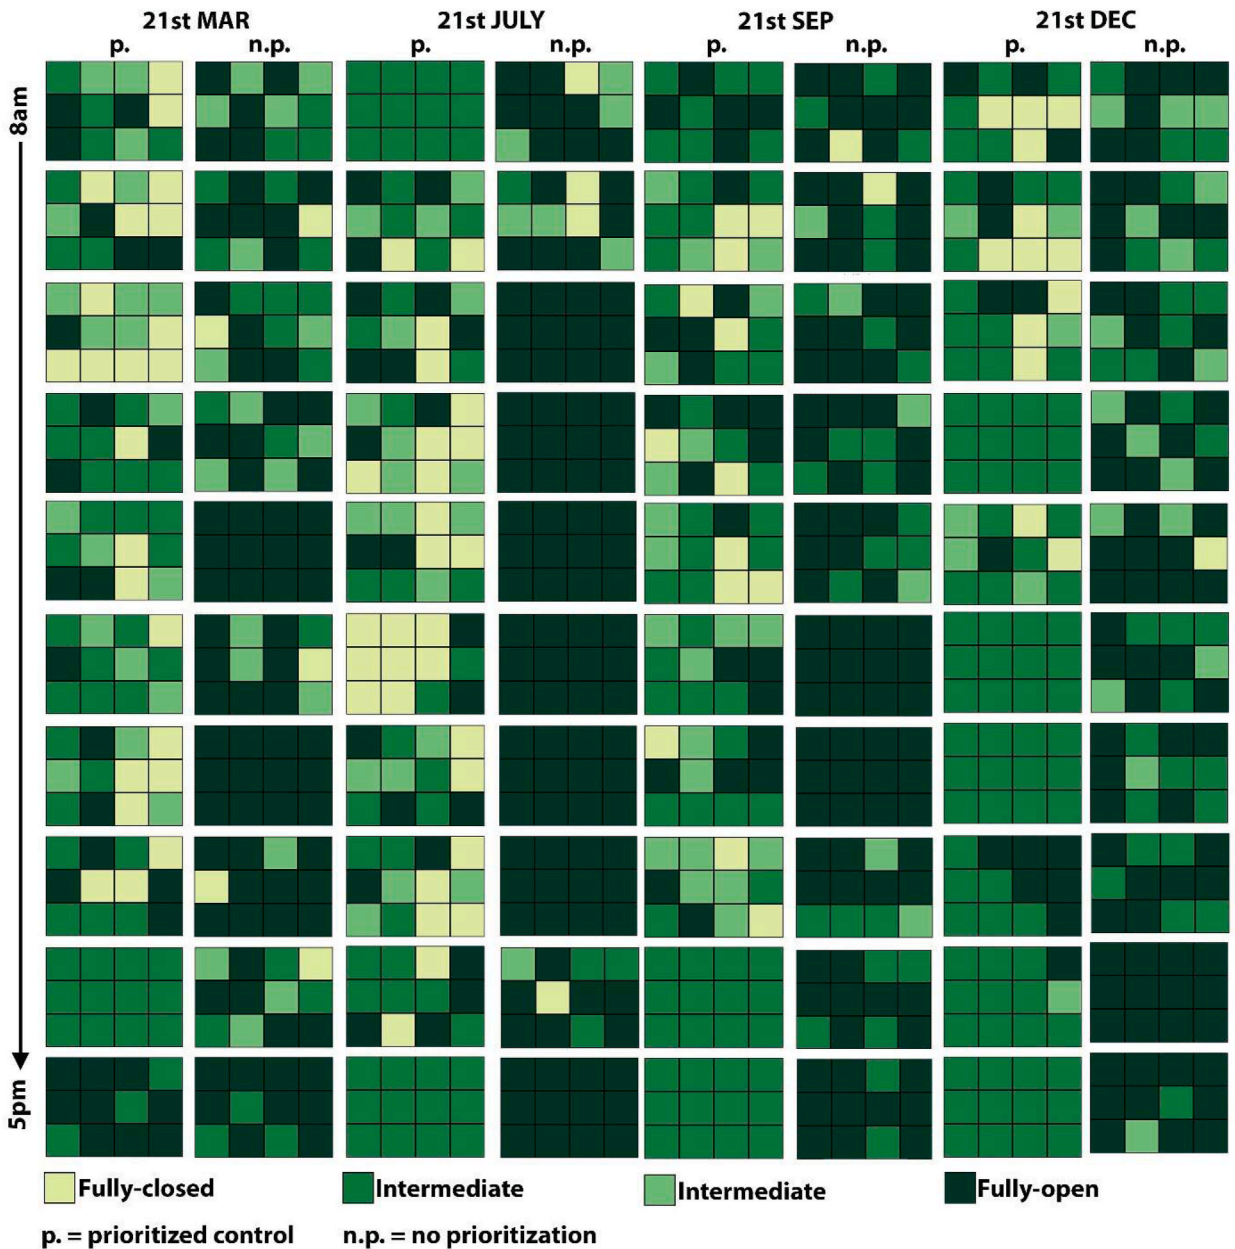 21st MAR 21st JULY 21st SEP 21st DEC
p. n.p. p. n.p. p. n.p. p. n.p.
8am
5pm
Fully-closed Intermediate Intermediate Fully-open
p. = prioritized control n.p. = no prioritization